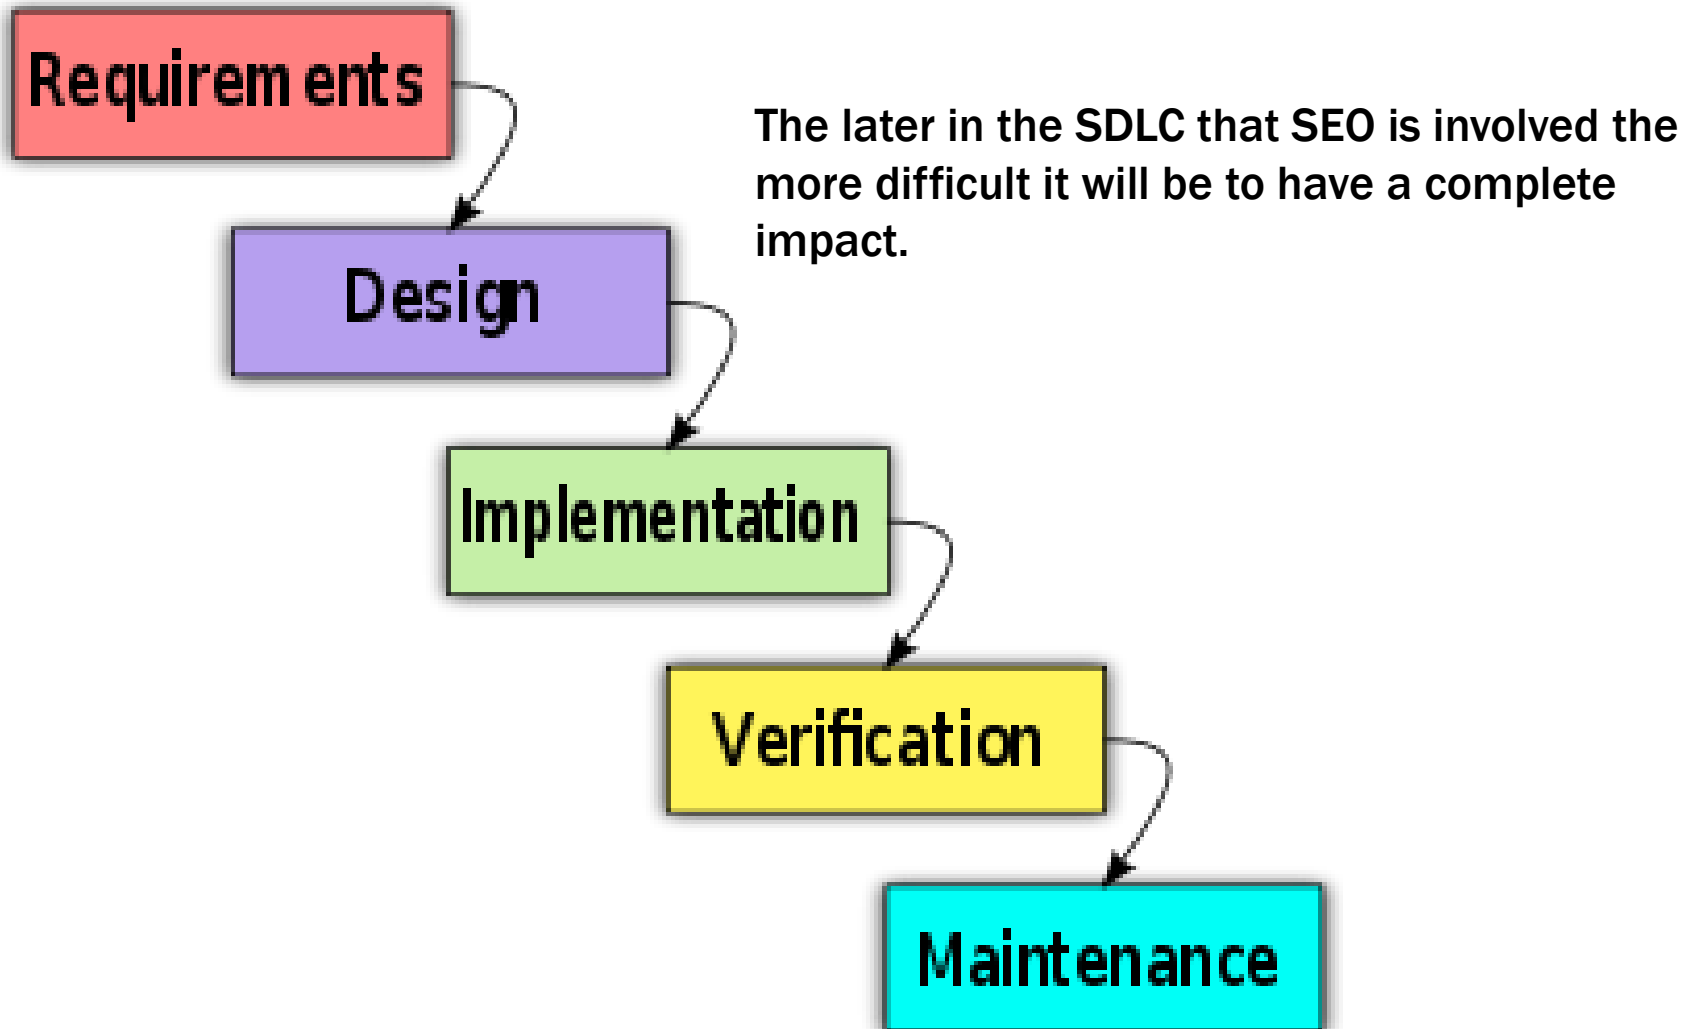 Requirements
The later in the SDLC that SEO is involved the
more difficult it will be to have a complete
impact.
Design
Implementation
Verification
Maintenance